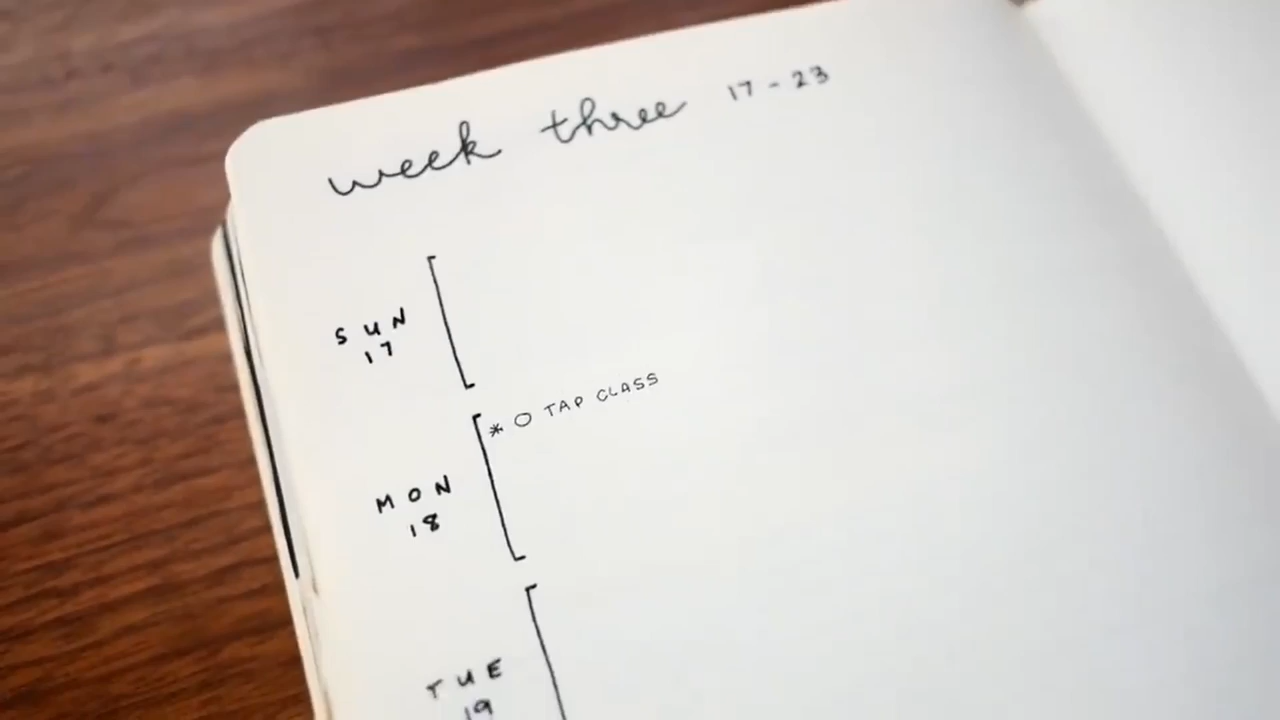 week three 17-23
SUN
17
* O TAP CLASS
MON
18
TUE
19